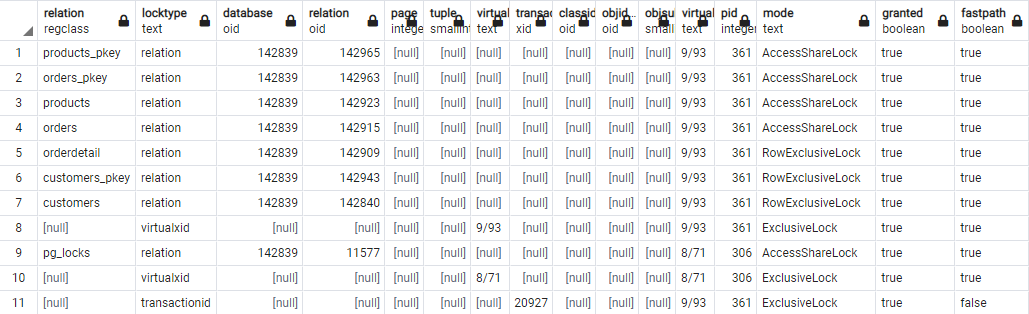 relation locktype database relation page tuple virtual transac classid objid... obisul virtual pid mode granted fastpath
regclass text oid oid intege smallint text xid oid oid small text integer text boolean boolean
1 products_pkey relation 142839 142965 [null] [null] [null] [null] [null] [null] [null] 9/93 361 AccessShareLock true true
2 orders_pkey relation 142839 142963 [null] [null] [null] [null] [null] [null] [null] 9/93 361 AccessShareLock true true
3 products relation 142839 142923 [null] [null] [null] [null] [null] [null] [null] 9/93 361 AccessShareLock true true
4 orders relation 142839 142915 [null] [null] [null] [null] [null] [null] [null] 9/93 361 AccessShareLock true true
5 orderdetail relation 142839 142909 [null] [null] [null] [null] [null] [null] [null] 9/93 361 RowExclusiveLock true true
6 customers_pkey relation 142839 142943 [null] [null] [null] [null] [null] [null] [null] 9/93 361 RowExclusiveLock true true
7 customers relation 142839 142840 [null] [null] [null] [null] [null] [null] [null] 9/93 361 RowExclusiveLock true true
8 [null] virtualxid [null] [null] [null] [null] 9/93 [null] [null] [null] [null] 9/93 361 ExclusiveLock true true
9 pg_locks relation 142839 11577 [null] [null] [null] [null] [null] [null] [null] 8/71 306 AccessShareLock true true
10 [null] virtualxid [null] [null] [null] [null] 8/71 [null] [null] [null] [null] 8/71 306 ExclusiveLock true true
11 [null] transactionid [null] [null] [null] [null] [null] 20927 [null] [null] [null] 9/93 361 ExclusiveLock true false